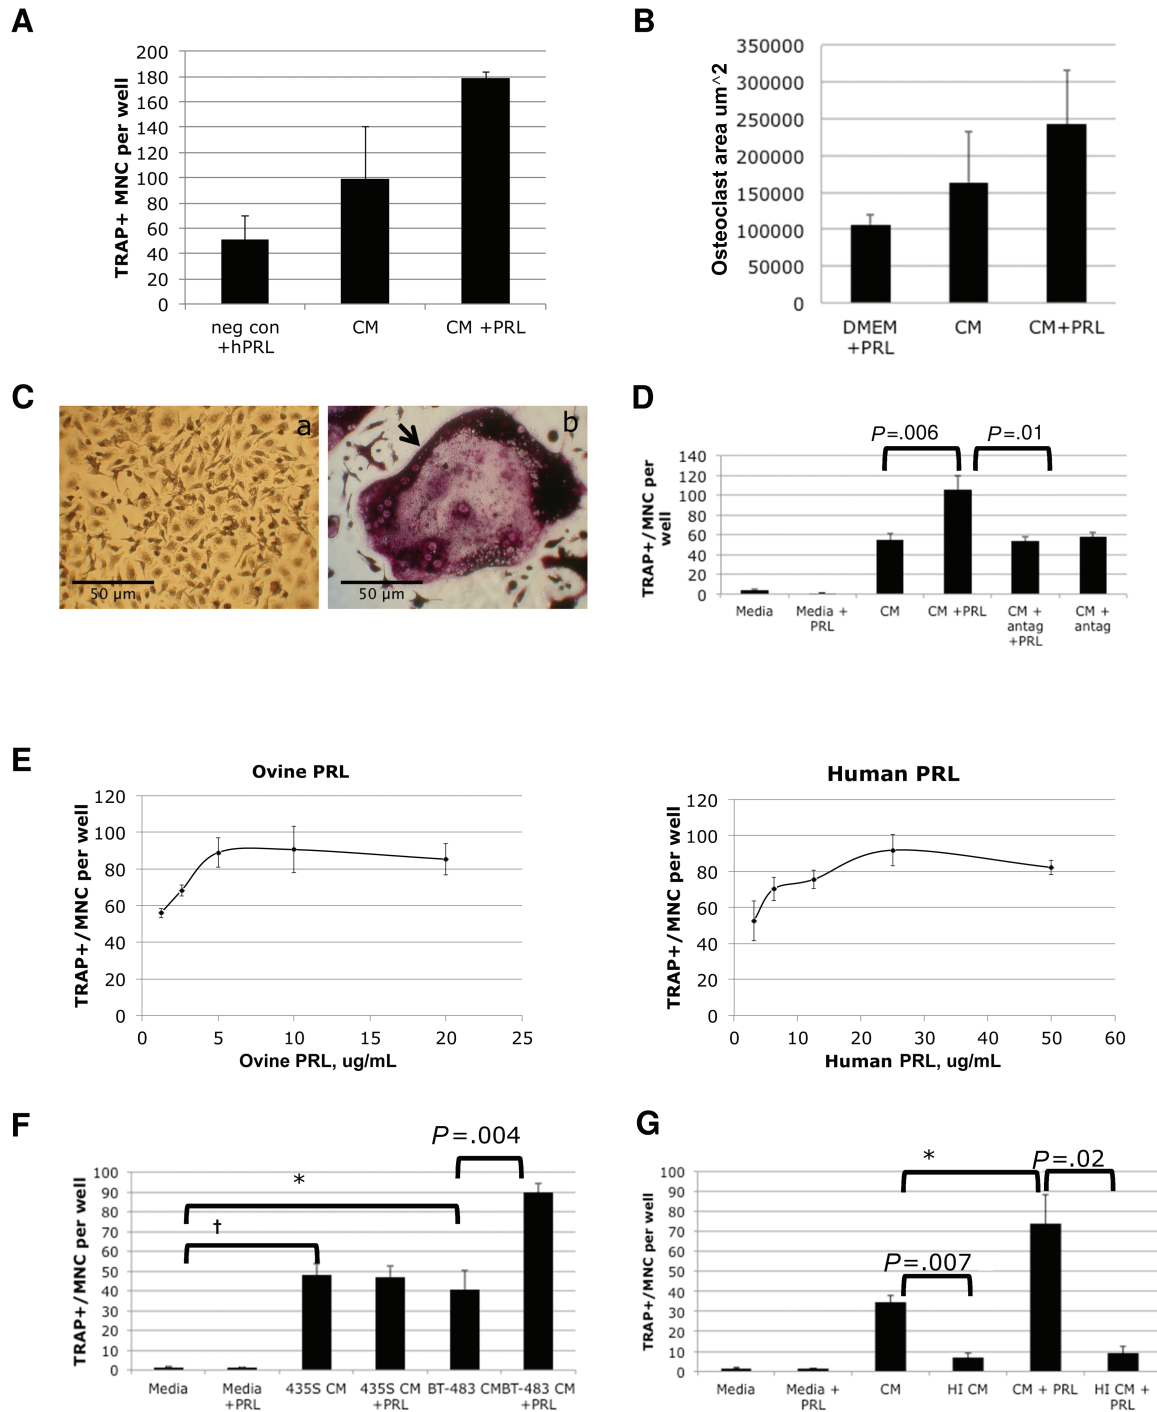 A
200
180
160
140
120
100
80
60
40
20
0
TRAP+ MNC per well
neg con
+hPRL
CM
CM +PRL
B
350000
300000
250000
200000
150000
100000
50000
0
Osteoclast area um^2
DMEM
+PRL
CM
CM+PRL
C
a
50 µm
b
50 µm
D
P=.006
P=.01
140
120
100
80
60
40
20
0
TRAP+/MNC per
well
Media
Media +
PRL
CM
CM +PRL
CM +
antag
+PRL
CM +
antag
E
Ovine PRL
120
100
80
60
40
20
0
TRAP+/MNC per well
0 5 10 15 20 25
Ovine PRL, ug/mL
Human PRL
120
100
80
60
40
20
0
TRAP+/MNC per well
0 10 20 30 40 50 60
Human PRL, ug/mL
F
P=.004
*
†
100
90
80
70
60
50
40
30
20
10
0
TRAP+/MNC per well
Media
Media
+PRL
435S CM
435S CM
+PRL
BT-483 CM
BT-483 CM
+PRL
G
*
P=.02
P=.007
100
90
80
70
60
50
40
30
20
10
0
TRAP+/MNC per well
Media
Media +
PRL
CM
HI CM
CM + PRL
HI CM +
PRL